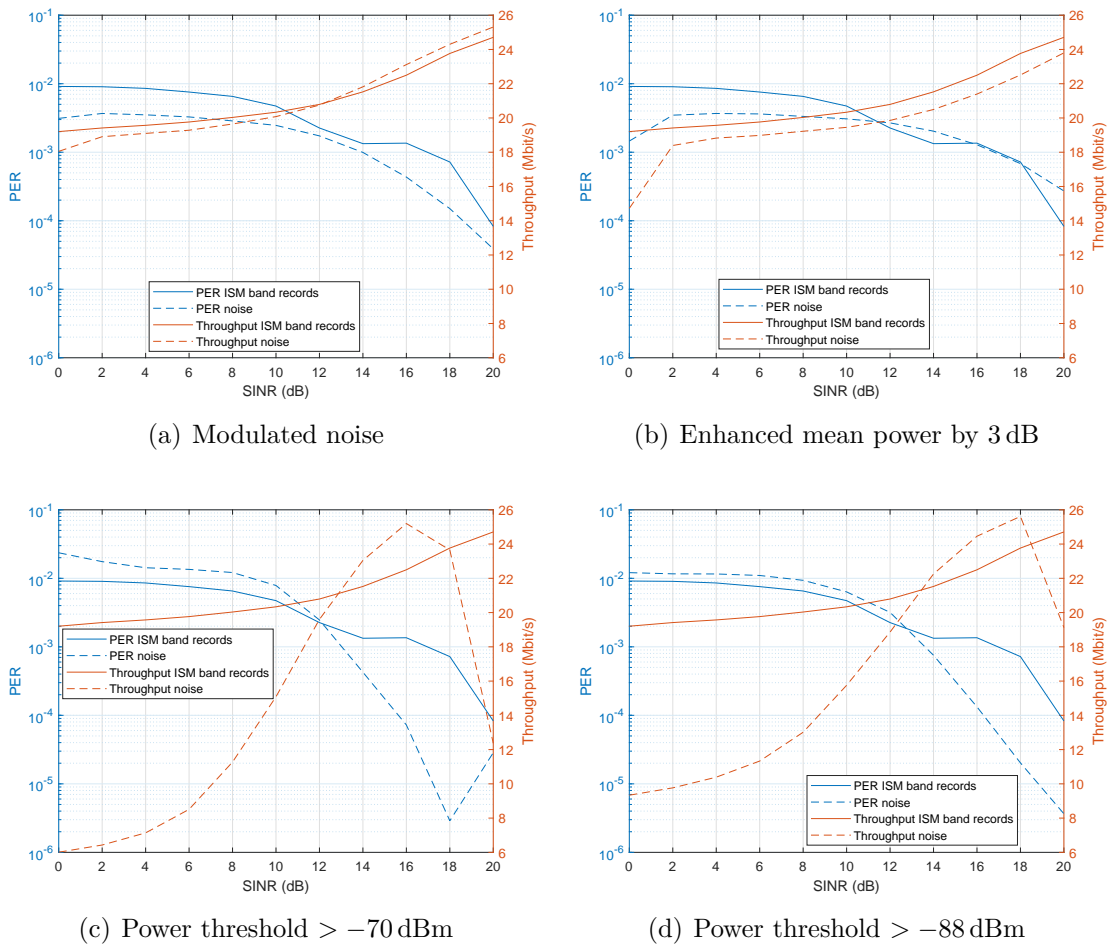 10-1
10-2
10-3
10-4
10-5
10-6
PER
26
24
22
20
18
16
14
12
10
8
6
Throughput (Mbit/s)
PER ISM band records
PER noise
Throughput ISM band records
Throughput noise
0 2 4 6 8 10 12 14 16 18 20
SINR (dB)
(a) Modulated noise
10-1
10-2
10-3
10-4
10-5
10-6
PER
26
24
22
20
18
16
14
12
10
8
6
Throughput (Mbit/s)
PER ISM band records
PER noise
Throughput ISM band records
Throughput noise
0 2 4 6 8 10 12 14 16 18 20
SINR (dB)
(b) Enhanced mean power by 3 dB
10-1
10-2
10-3
10-4
10-5
10-6
PER
26
24
22
20
18
16
14
12
10
8
6
Throughput (Mbit/s)
PER ISM band records
PER noise
Throughput ISM band records
Throughput noise
0 2 4 6 8 10 12 14 16 18 20
SINR (dB)
(c) Power threshold > −70 dBm
10-1
10-2
10-3
10-4
10-5
10-6
PER
26
24
22
20
18
16
14
12
10
8
6
Throughput (Mbit/s)
PER ISM band records
PER noise
Throughput ISM band records
Throughput noise
0 2 4 6 8 10 12 14 16 18 20
SINR (dB)
(d) Power threshold > −88 dBm